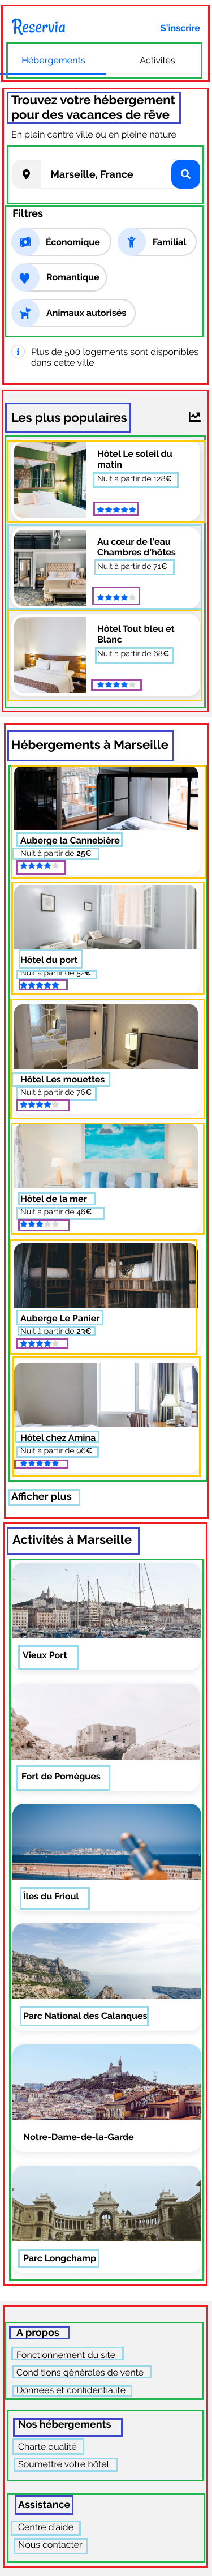 Reservia
S'inscrire
Hébergements
Activités
Trouvez votre hébergement
pour des vacances de rêve
En plein centre ville ou en pleine nature
Marseille, France
Filtres
Économique
Familial
Romantique
Animaux autorisés
Plus de 500 logements sont disponibles
dans cette ville
Les plus populaires
Hôtel Le soleil du
matin
Nuit à partir de 128€
Au cœur de l'eau
Chambres d'hôtes
Nuit à partir de 71€
Hôtel Tout bleu et
Blanc
Nuit à partir de 68€
Hébergements à Marseille
Auberge la Cannebière
Nuit à partir de 25€
Hôtel du port
Nuit à partir de 52€
Hôtel Les mouettes
Nuit à partir de 76€
Hôtel de la mer
Nuit à partir de 46€
Auberge Le Panier
Nuit à partir de 23€
Hôtel chez Amina
Nuit à partir de 96€
Afficher plus
Activités à Marseille
Vieux Port
Fort de Pomègues
Îles du Frioul
Parc National des Calanques
Notre-Dame-de-la-Garde
Parc Longchamp
A propos
Fonctionnement du site
Conditions générales de vente
Données et confidentialité
Nos hébergements
Charte qualité
Soumettre votre hôtel
Assistance
Centre d'aide
Nous contacter